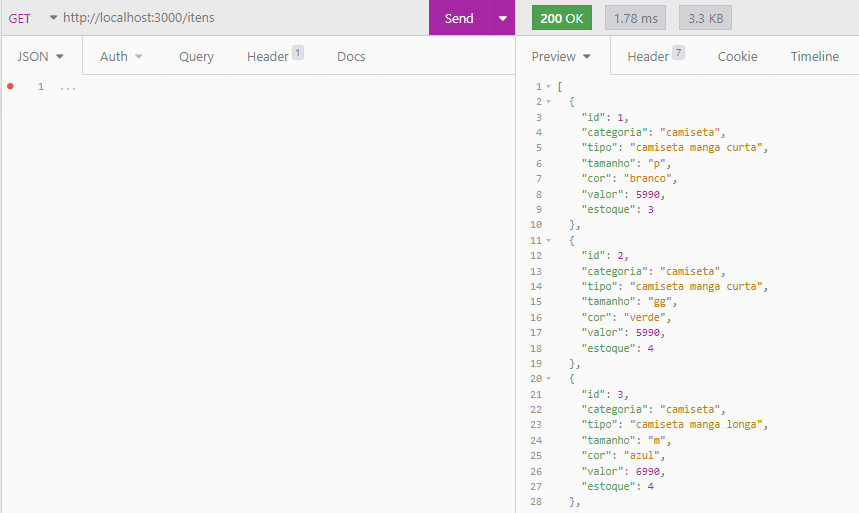 GET http://localhost:3000/itens Send 200 OK 1.78 ms 3.3 KB
JSON Auth Query Header 1 Docs Preview Header 7 Cookie Timeline
1 ...
1 [
2 {
3 "id": 1,
4 "categoria": "camiseta",
5 "tipo": "camiseta manga curta",
6 "tamanho": "p",
7 "cor": "branco",
8 "valor": 5990,
9 "estoque": 3
10 },
11 {
12 "id": 2,
13 "categoria": "camiseta",
14 "tipo": "camiseta manga curta",
15 "tamanho": "gg",
16 "cor": "verde",
17 "valor": 5990,
18 "estoque": 4
19 },
20 {
21 "id": 3,
22 "categoria": "camiseta",
23 "tipo": "camiseta manga longa",
24 "tamanho": "m",
25 "cor": "azul",
26 "valor": 6990,
27 "estoque": 4
28 },